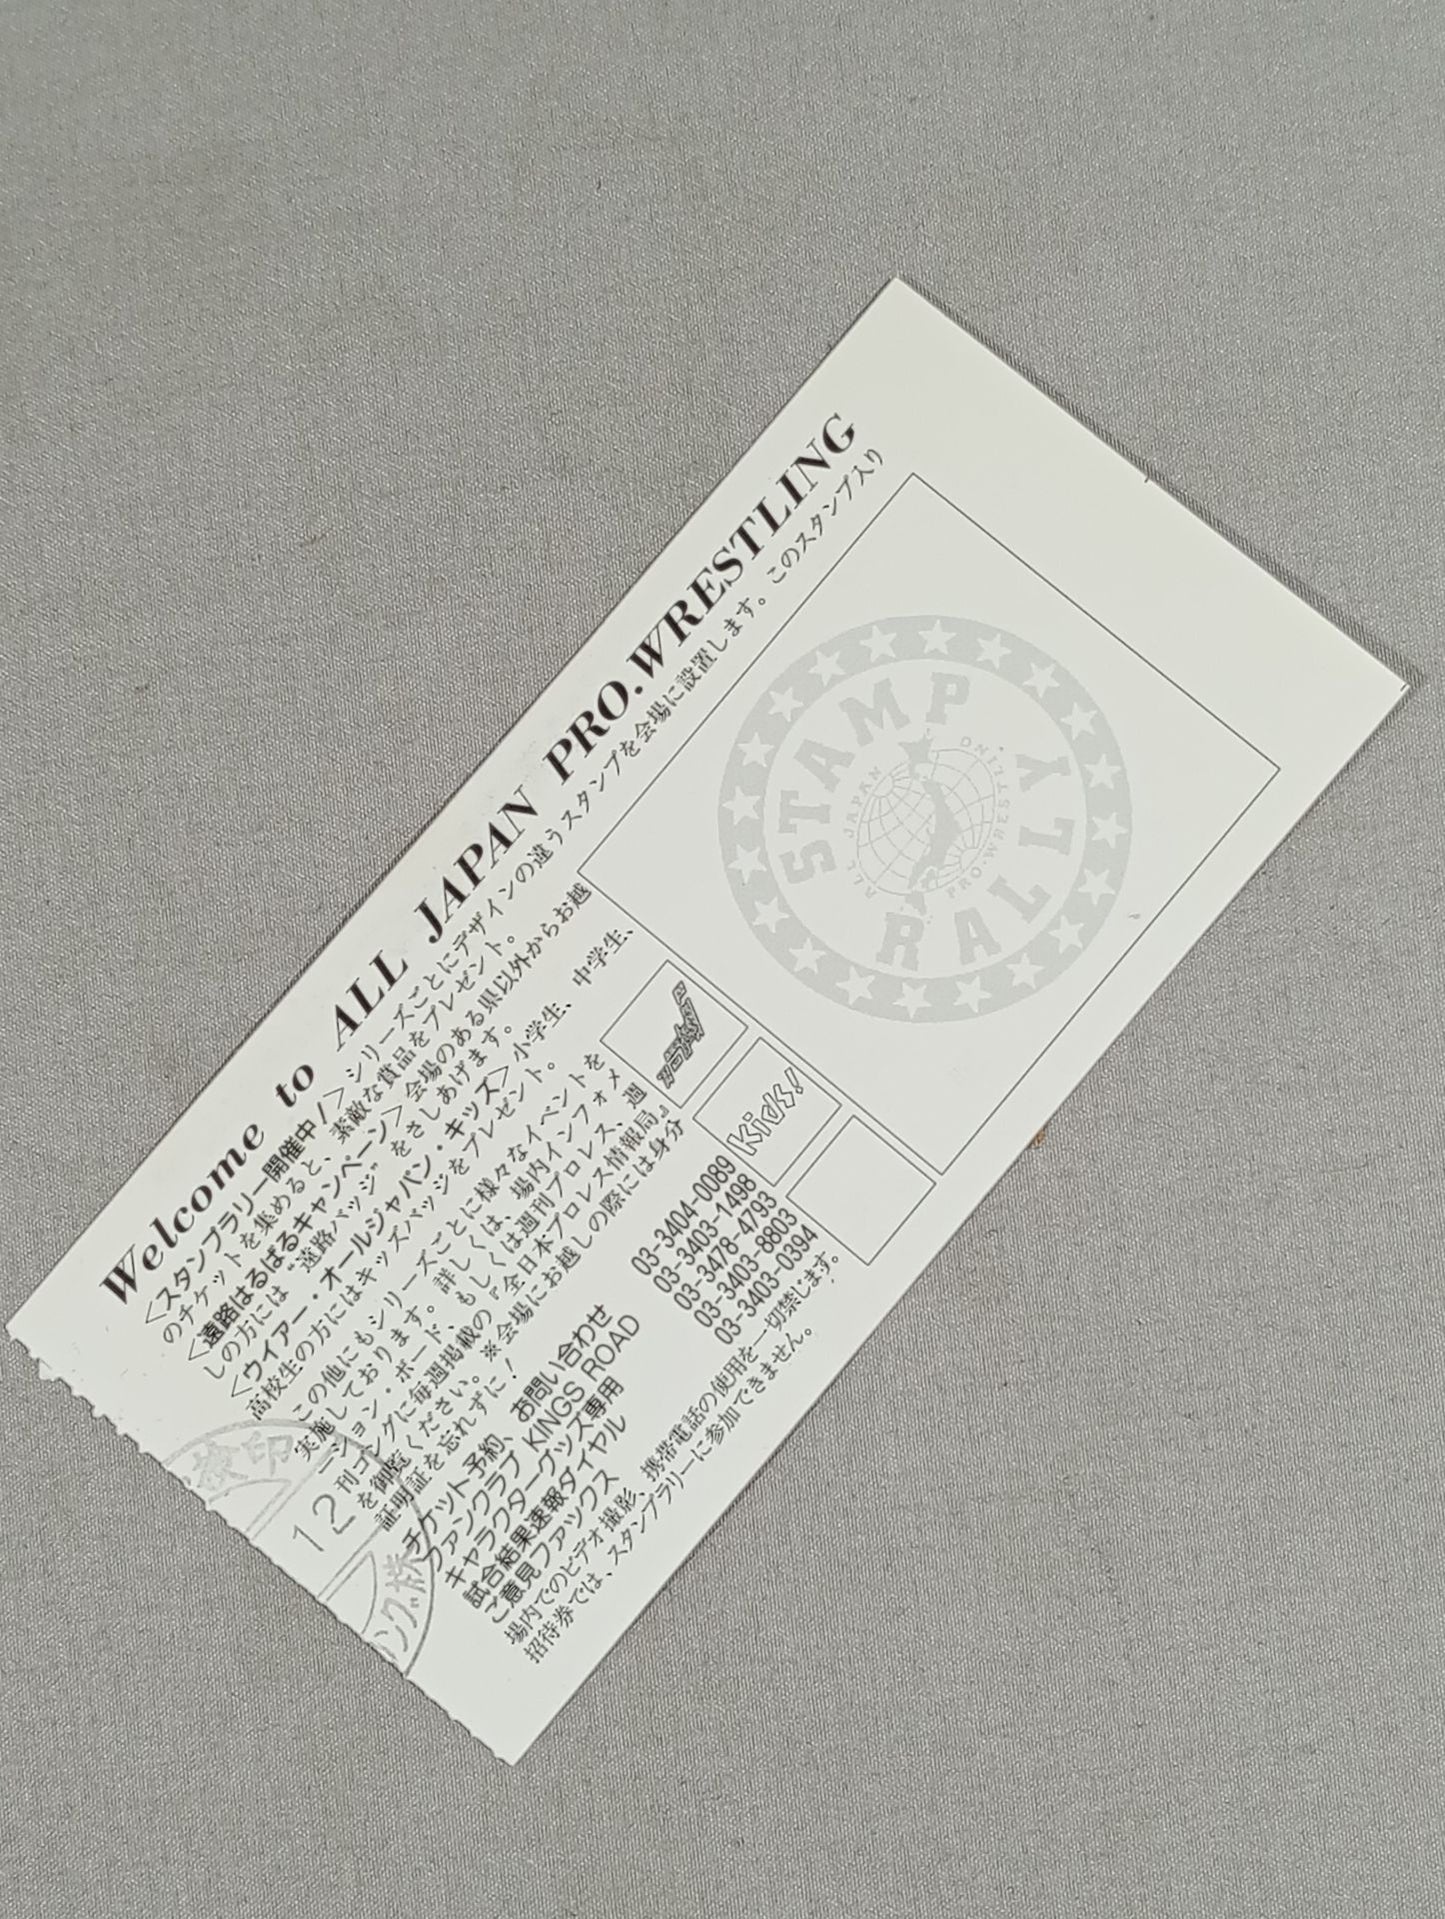 Welcome to ALL JAPAN PRO.WRESTLING
<スタンプラリー開催中!>シリーズごとにデザインの違うスタンプを会場に設置します。このスタンプ入り
のチケットを集めると、素敵な賞品をプレゼント。
<遠路はるばるキャンペーン>会場のある県以外からお越
しの方には“遠路バッジ”をさしあげます。
<ウイアー・オールジャパン・キッズ>小学生、中学生、
高校生の方にはキッズバッジをプレゼント。
この他にもシリーズごとに様々なイベントを
実施しております。詳しくは、場内インフォメ
ーション・ボード、もしくは週刊プロレス、週
刊ゴングに毎週掲載の『全日本プロレス情報局』
を御覧ください。※会場にお越しの際には身分
証明証を忘れずに!
チケット予約、お問い合わせ 03-3404-0089
ファンクラブ KINGS ROAD 03-3403-1498
キャラクターグッズ専用 03-3478-4793
試合結果速報ダイヤル 03-3403-8803
ご意見ファックス 03-3403-0394
場内でのビデオ撮影、携帯電話の使用を一切禁じます。
招待券では、スタンプラリーに参加できません。
STAMP RALLY
ALL JAPAN PRO-WRESTLING
Kids!
検印
12
ング株